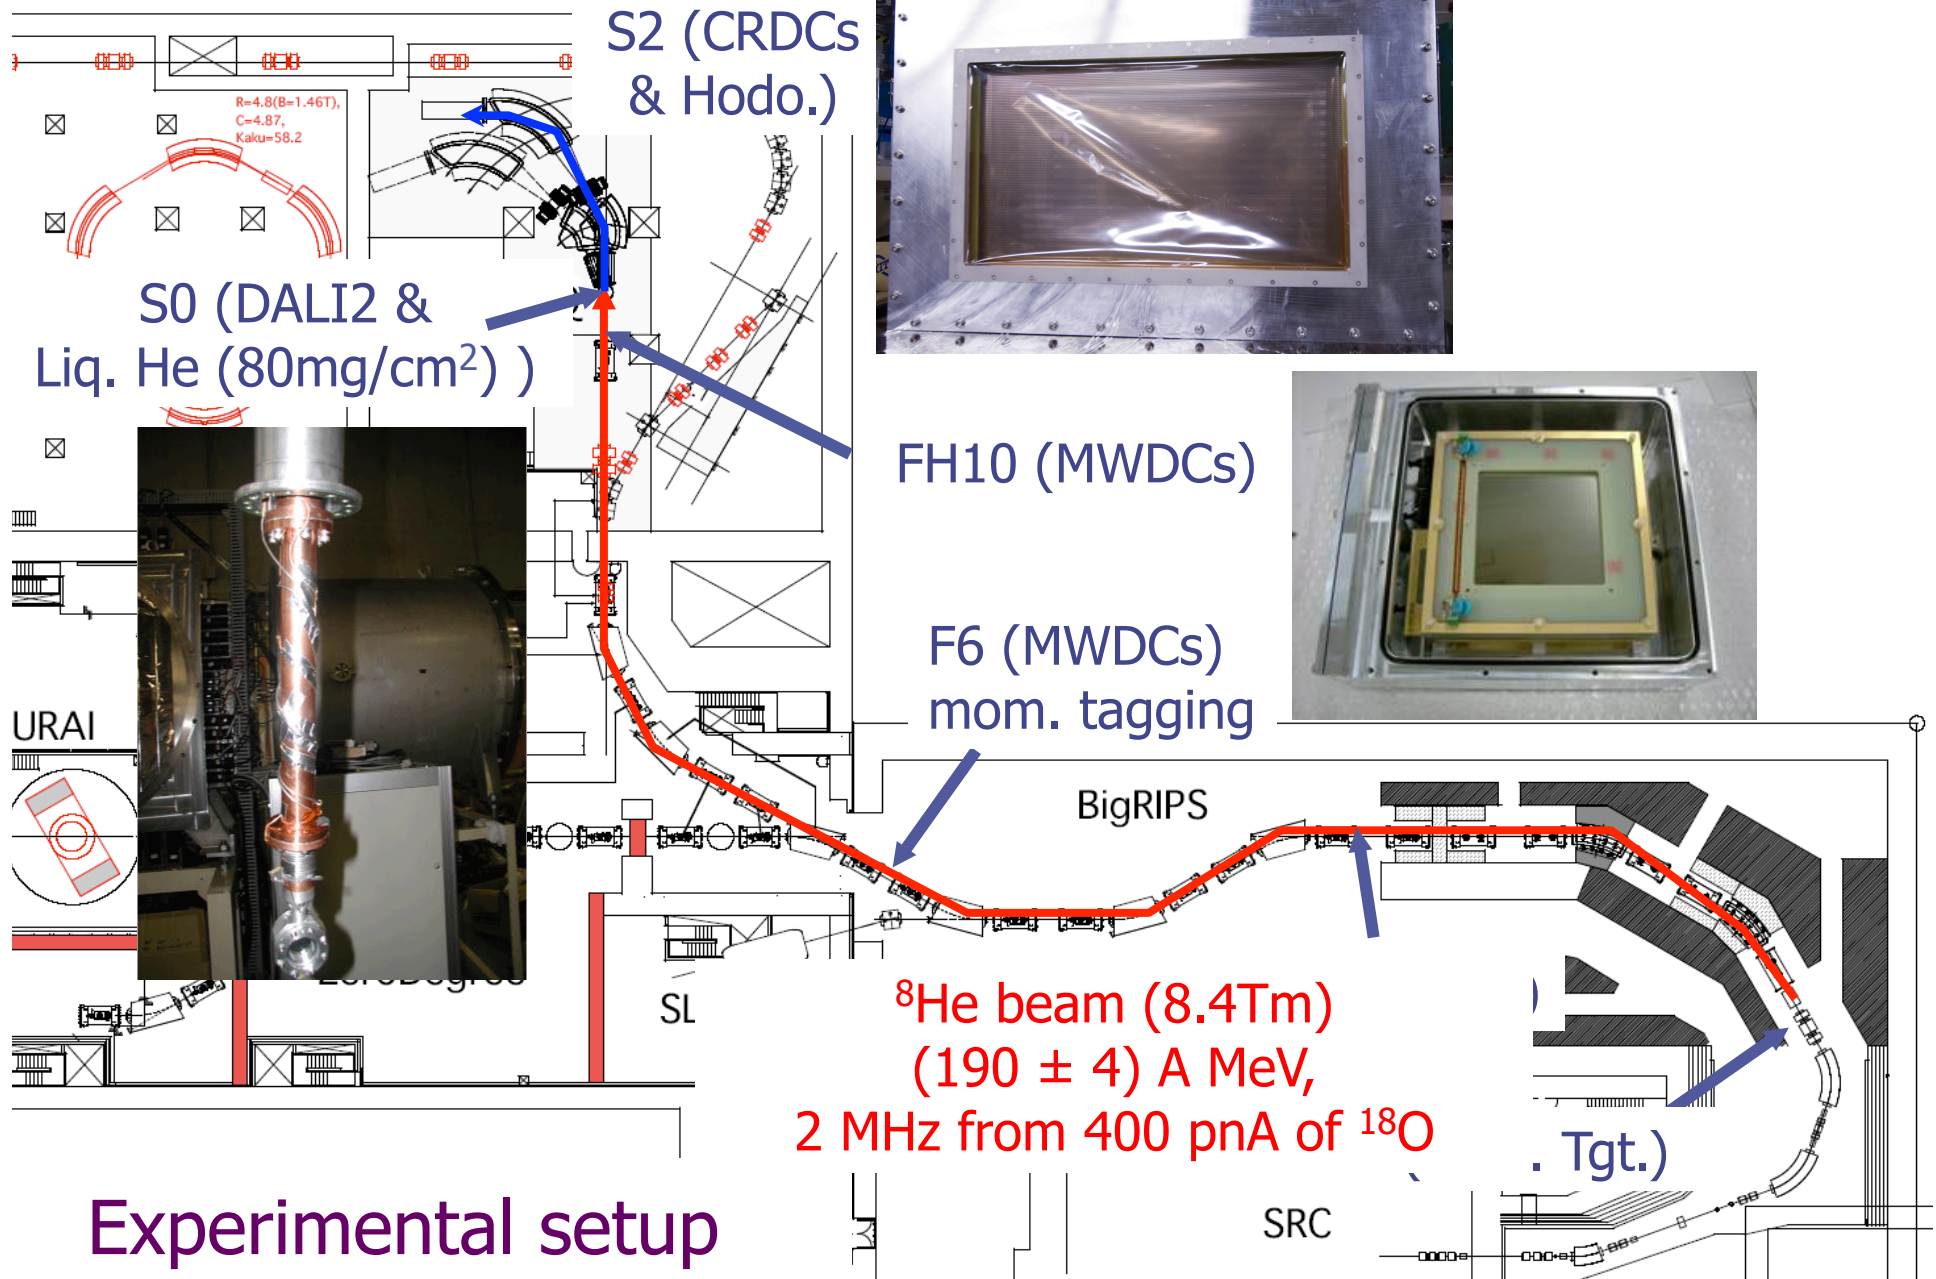 S2 (CRDCs
& Hodo.)
R=4.8(B=1.46T),
C=4.87,
Kaku=58.2
S0 (DALI2 &
Liq. He (80mg/cm²) )
FH10 (MWDCs)
F6 (MWDCs)
mom. tagging
URAI
BigRIPS
SL
⁸He beam (8.4Tm)
(190 ± 4) A MeV,
2 MHz from 400 pnA of ¹⁸O
. Tgt.)
SRC
Experimental setup